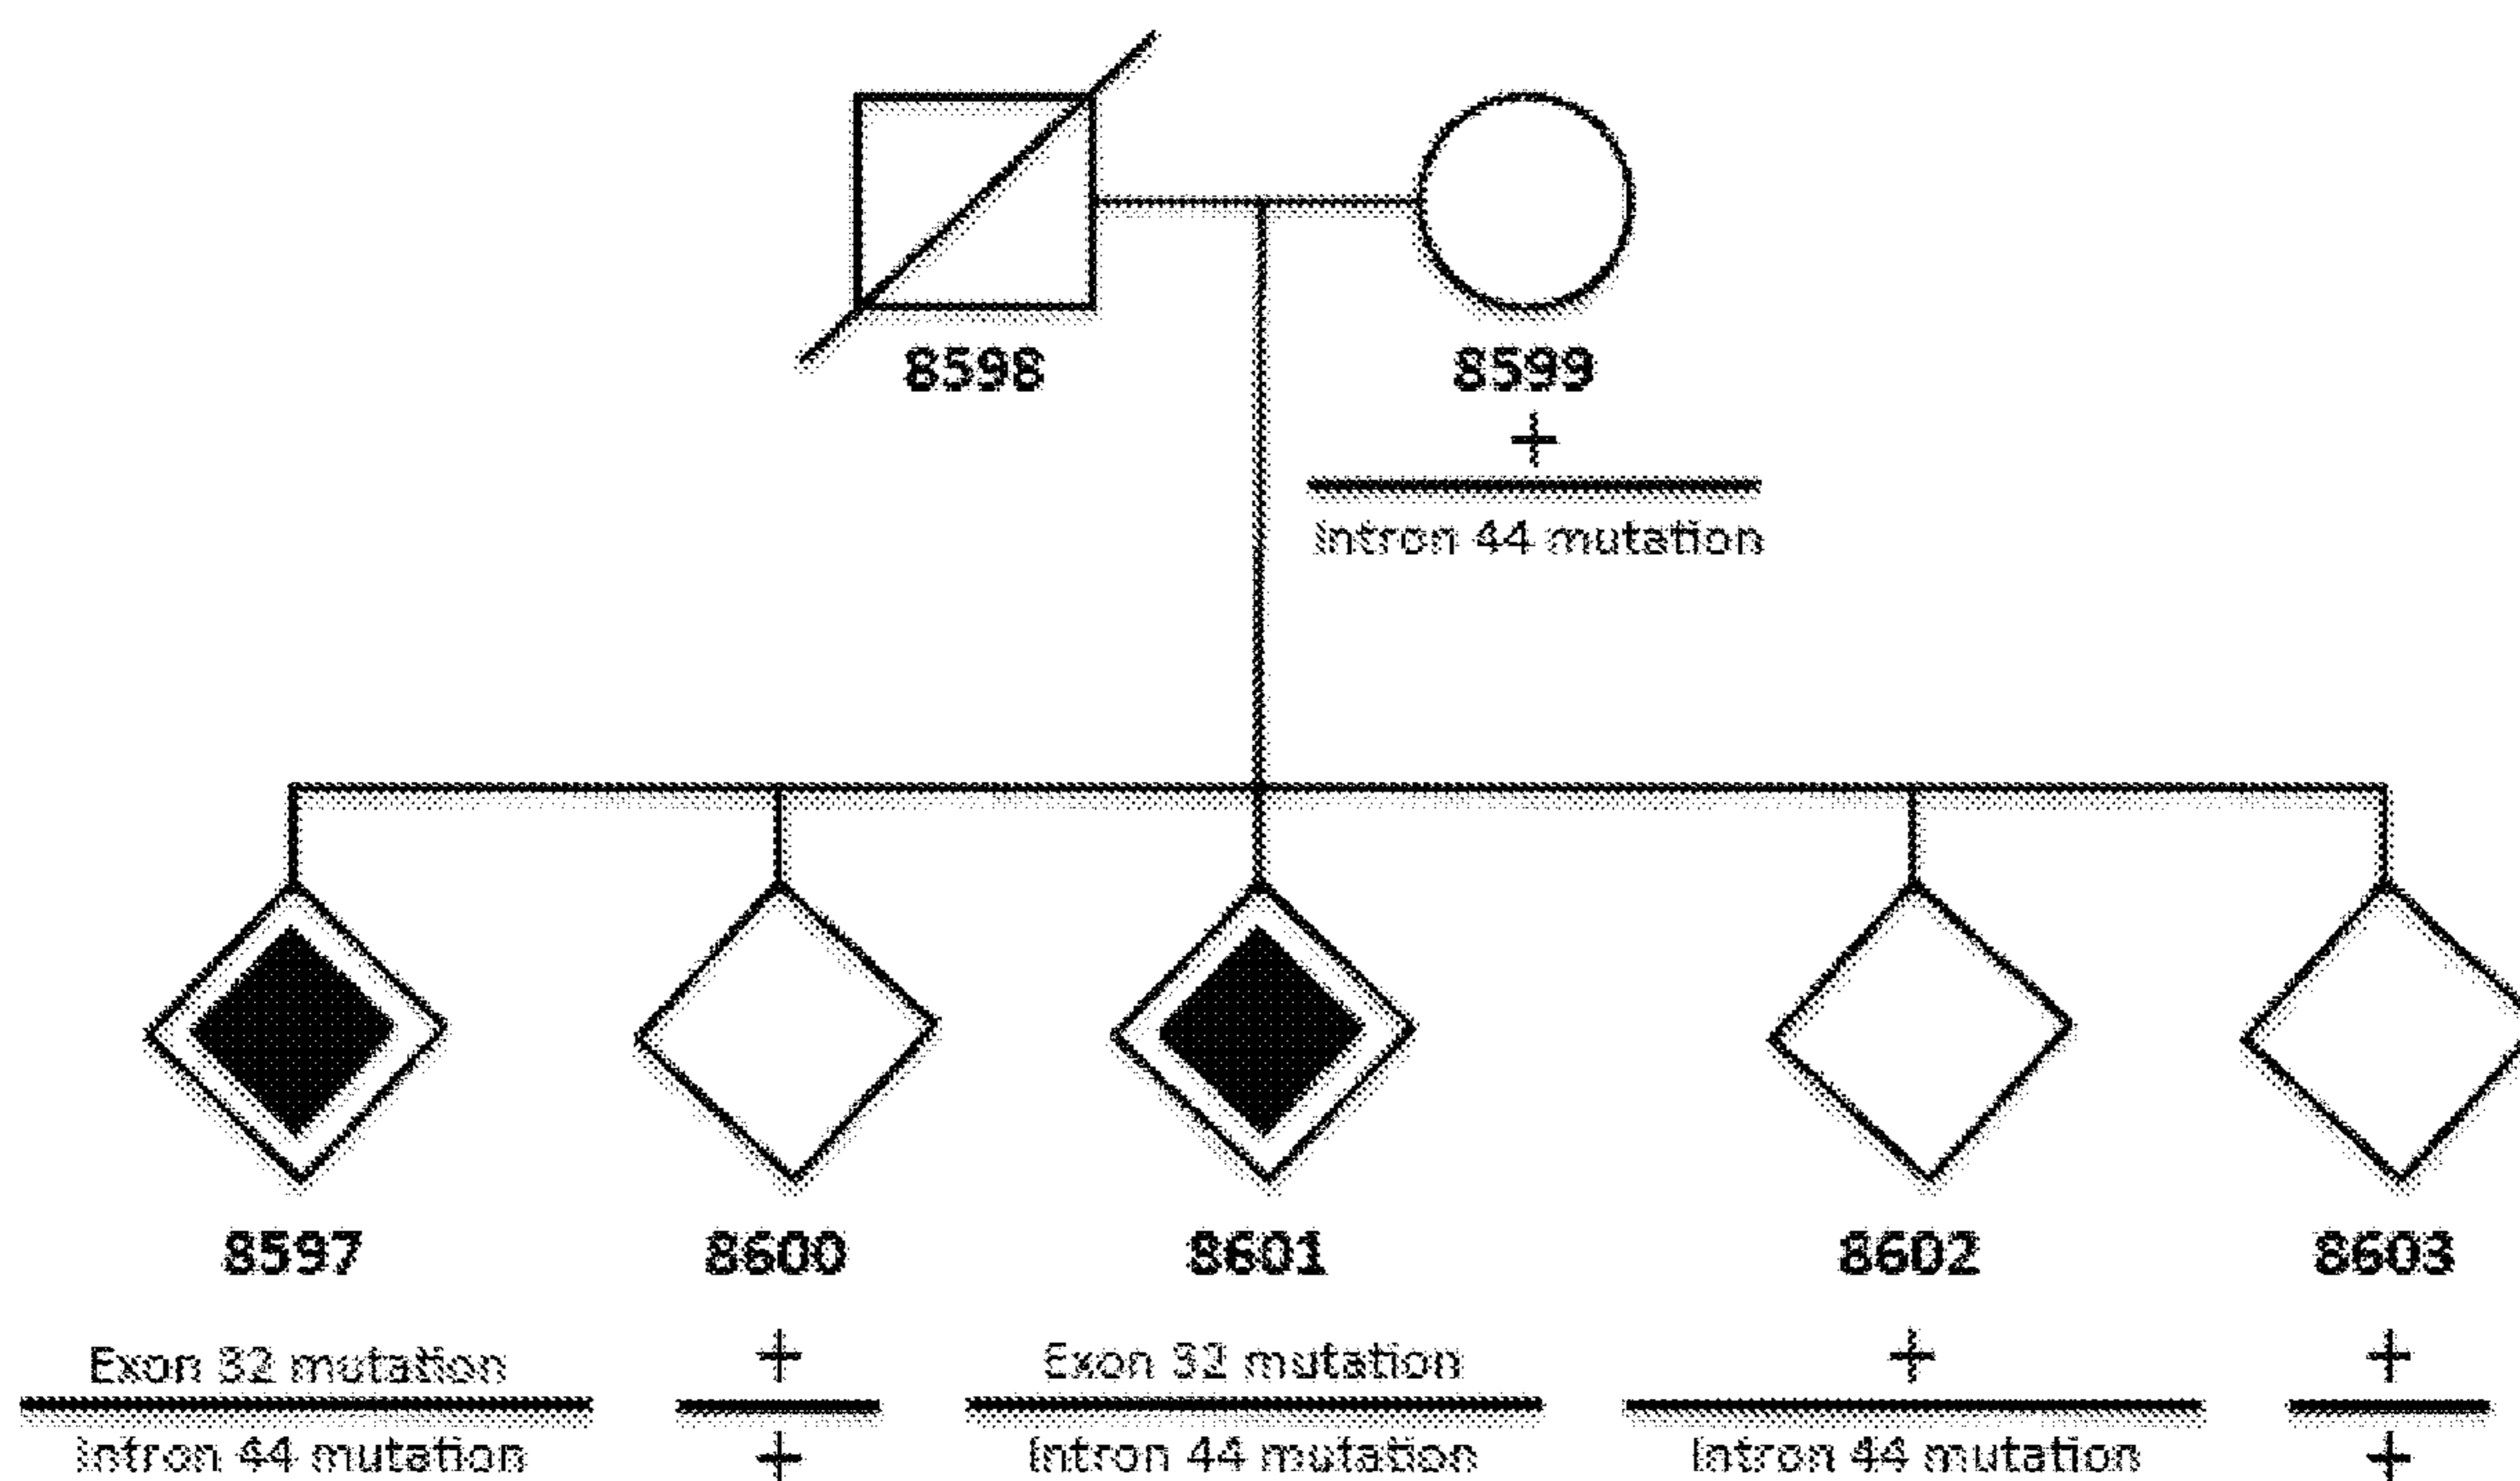 8598
8599
+
Intron 44 mutation
8597
8600
8601
8602
8603
Exon 32 mutation
Intron 44 mutation
+
+
Exon 32 mutation
Intron 44 mutation
+
Intron 44 mutation
+
+